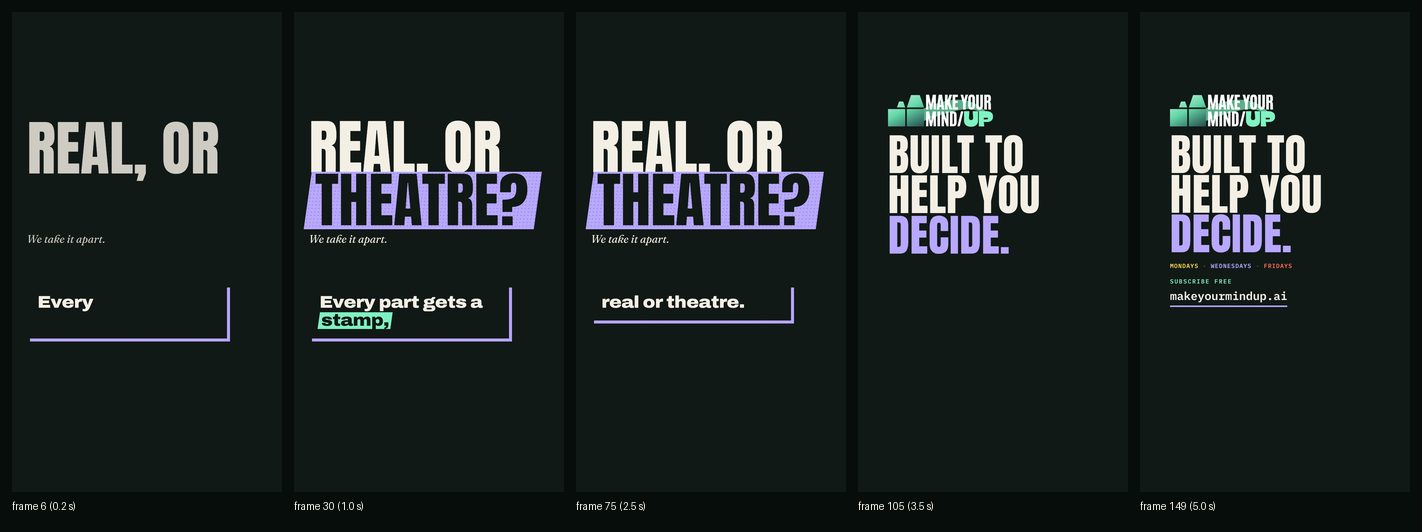 REAL, OR
We take it apart.
Every
frame 6 (0.2 s)
REAL, OR
THEATRE?
We take it apart.
Every part gets a
stamp,
frame 30 (1.0 s)
REAL, OR
THEATRE?
We take it apart.
real or theatre.
frame 75 (2.5 s)
MAKE YOUR
MIND/UP
BUILT TO
HELP YOU
DECIDE.
frame 105 (3.5 s)
MAKE YOUR
MIND/UP
BUILT TO
HELP YOU
DECIDE.
MONDAYS · WEDNESDAYS · FRIDAYS
SUBSCRIBE FREE
makeyourmindup.ai
frame 149 (5.0 s)